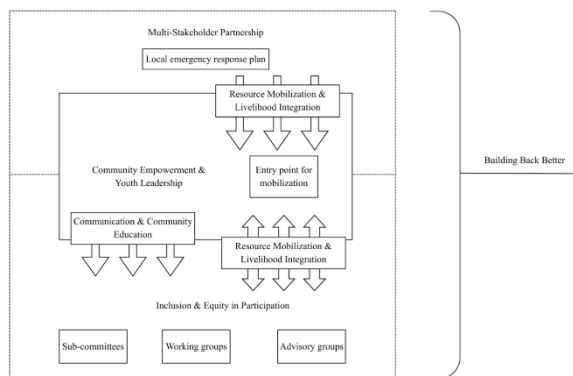 Multi-Stakeholder Partnership
Local emergency response plan
Resource Mobilization &
Livelihood Integration
Community Empowerment &
Youth Leadership
Entry point for
mobilization
Building Back Better
Communication & Community
Education
Resource Mobilization &
Livelihood Integration
Inclusion & Equity in Participation
Sub-committees
Working groups
Advisory groups